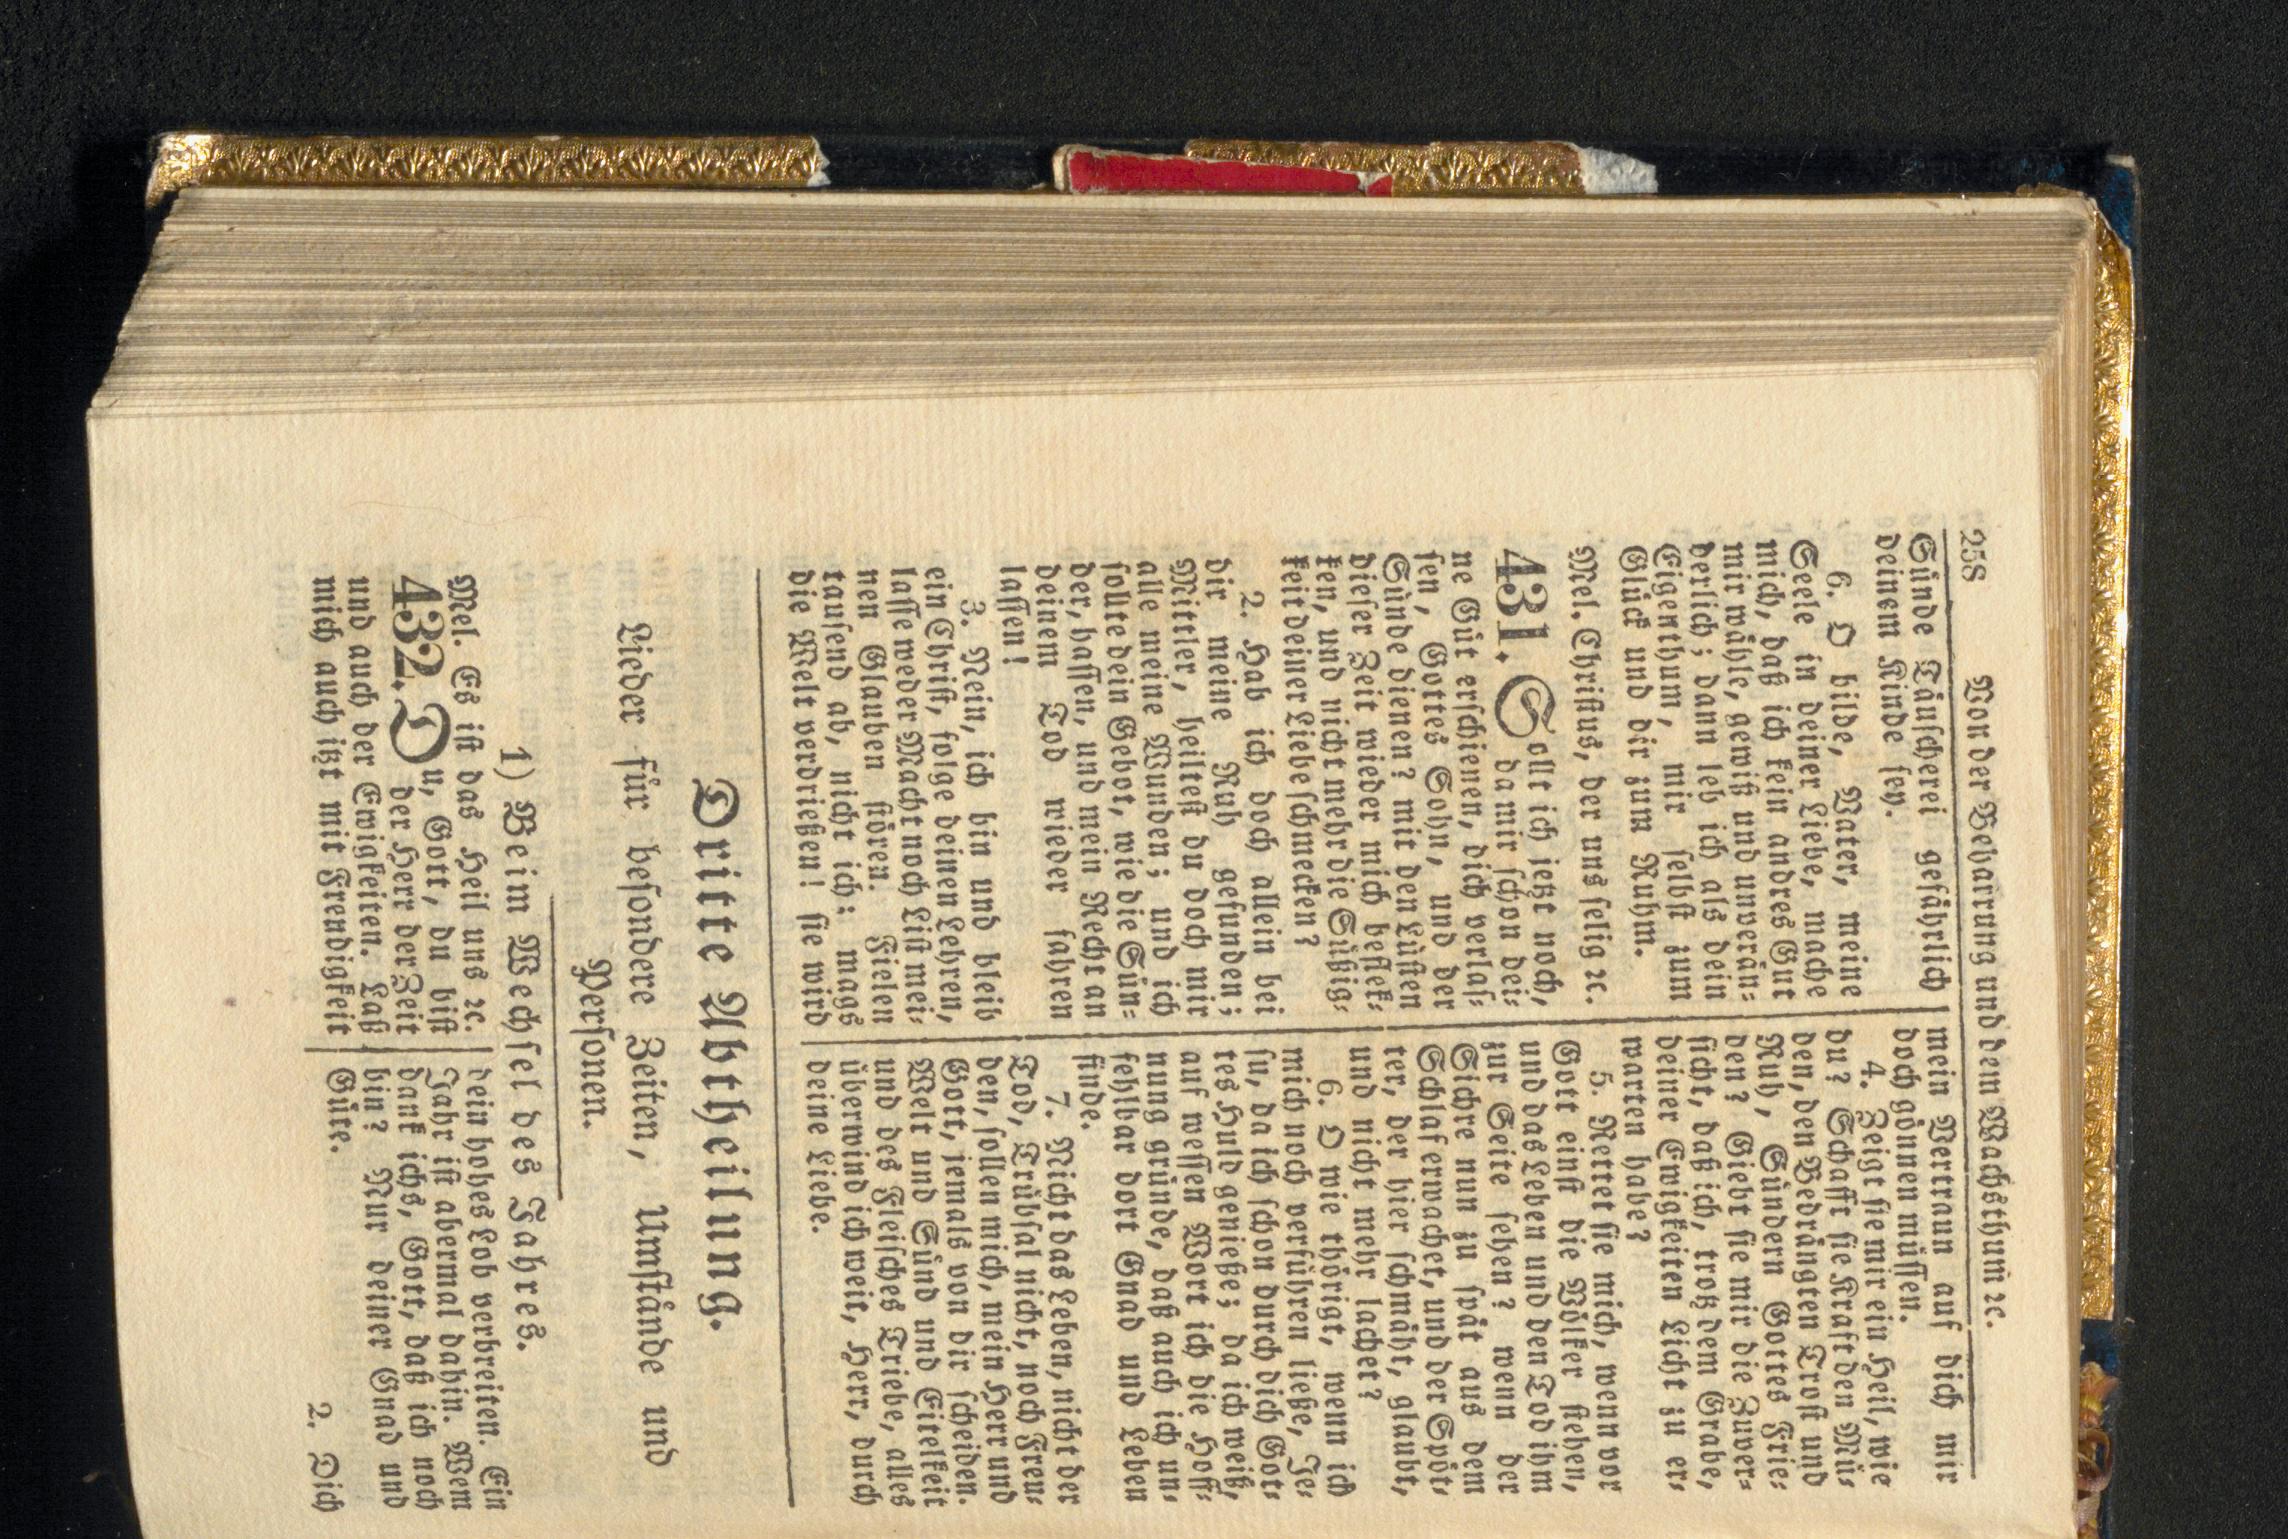 258 Von der Beharrung und dem Wachsthum ꝛc.
Sünde Täuscherei gefährlich
deinem Kinde sey.
6. O bilde, Vater, meine
Seele in deiner Liebe, mache
mich, daß ich kein andres Gut
mir wähle, gewiß und unverän-
derlich; dann leb ich als dein
Eigenthum, mir selbst zum
Glück und dir zum Ruhm.
Mel. Christus, der uns selig ꝛc.
431. Sollt ich jetzt noch,
da mir schon dei-
ne Güt erschienen, dich verlas-
sen, Gottes Sohn, und der
Sünde dienen? mit den Lüsten
dieser Zeit wieder mich beflek-
ken, und nicht mehr die Süßig-
keit deiner Liebe schmecken?
2. Hab ich doch allein bei
dir meine Ruh gefunden;
Mittler, heiltest du doch mir
alle meine Wunden; und ich
sollte dein Gebot, wie die Sün-
der, hassen, und mein Recht an
deinem Tod wieder fahren
lassen!
3. Nein, ich bin und bleib
ein Christ, folge deinen Lehren,
lasse weder Macht noch List mei-
nen Glauben stören. Fielen
tausend ab, nicht ich: mags
die Welt verdrießen! sie wird
mein Vertraun auf dich mir
doch gönnen müssen.
4. Zeigt sie mir ein Heil, wie
du? Schafft sie Kraft den Mü-
den, den Bedrängten Trost und
Ruh, Sündern Gottes Frie-
den? Giebt sie mir die Zuver-
sicht, daß ich, trotz dem Grabe,
deiner Ewigkeiten Licht zu er-
warten habe?
5. Rettet sie mich, wenn vor
Gott einst die Völker stehen,
und das Leben und den Tod ihm
zur Seite sehen? wenn der
Sichre nun zu spät aus dem
Schlaf erwachet, und der Spöt-
ter, der hier schmäht, glaubt,
und nicht mehr lachet?
6. O wie thörigt, wenn ich
mich noch verführen ließe, Je-
su, da ich schon durch dich Got-
tes Huld genieße; da ich weiß,
auf wessen Wort ich die Hoff-
nung gründe, daß auch ich un-
fehlbar dort Gnad und Leben
finde.
7. Nicht das Leben, nicht der
Tod, Trübsal nicht, noch Freu-
den, sollen mich, mein Herr und
Gott, jemals von dir scheiden.
Welt und Sünd und Eitelkeit
und des Fleisches Triebe, alles
überwind ich weit, Herr, durch
deine Liebe.
Dritte Abtheilung.
Lieder für besondere Zeiten, Umstände und
Personen.
1) Beim Wechsel des Jahres.
Mel. Es ist das Heil uns ꝛc.
432. Du, Gott, du bist
der Herr der Zeit
und auch der Ewigkeiten. Laß
mich auch itzt mit Freudigkeit
dein hohes Lob verbreiten. Ein
Jahr ist abermal dahin. Wem
dank ichs, Gott, daß ich noch
bin? Nur deiner Gnad und
Güte.
2. Dich